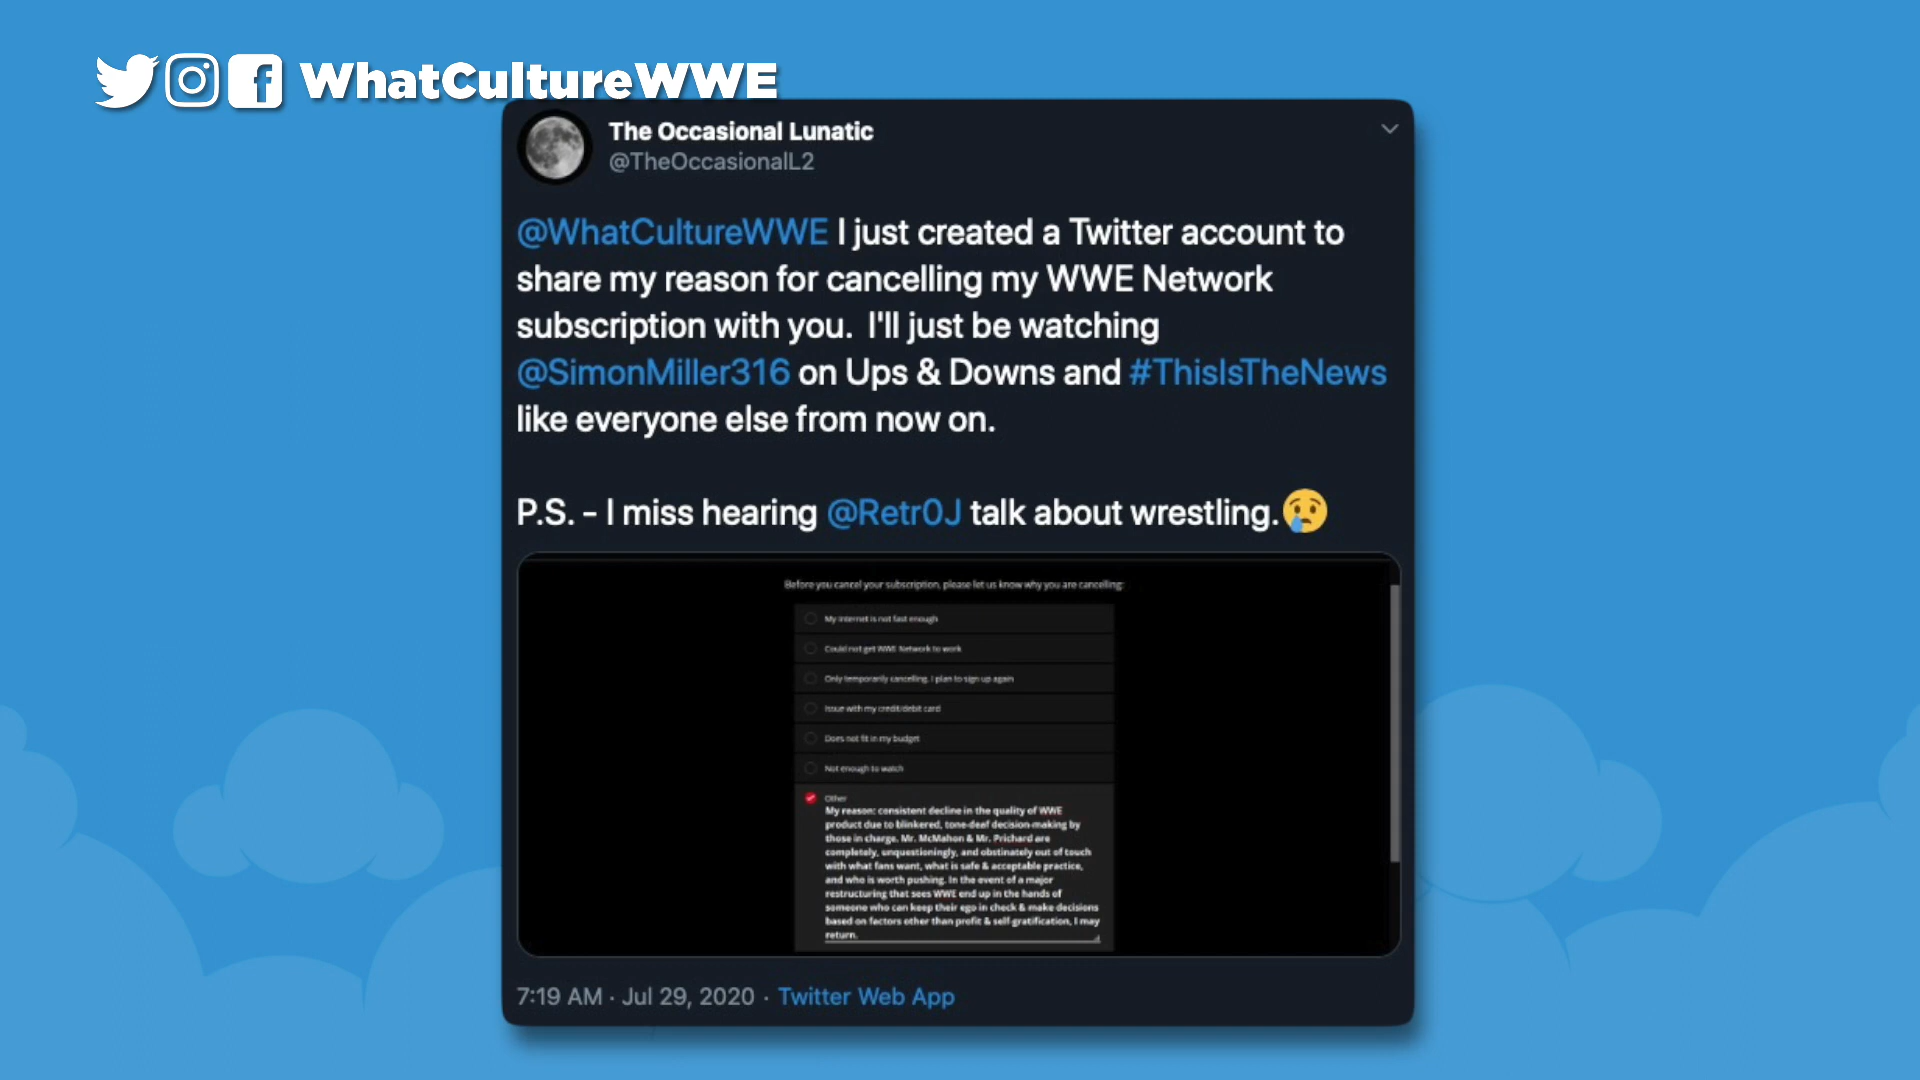 WhatCultureWWE
The Occasional Lunatic
@TheOccasionalL2
@WhatCultureWWE I just created a Twitter account to
share my reason for cancelling my WWE Network
subscription with you. I'll just be watching
@SimonMiller316 on Ups & Downs and #ThisIsTheNews
like everyone else from now on.
P.S. - I miss hearing @Retr0J talk about wrestling.😢
Before you cancel your subscription, please let us know why you are cancelling:
My internet is not fast enough
Could not get WWE Network to work
Only temporarily cancelling. I plan to sign up again
Issue with my credit/debit card
Does not fit in my budget
Not enough to watch
Other
My reason: consistent decline in the quality of WWE
product due to blinkered, tone-deaf decision-making by
those in charge. Mr. McMahon & Mr. Prichard are
completely, unquestioningly, and obstinately out of touch
with what fans want, what is safe & acceptable practice,
and who is worth pushing. In the event of a major
restructuring that sees WWE end up in the hands of
someone who can keep their ego in check & make decisions
based on factors other than profit & self-gratification, I may
return.
7:19 AM · Jul 29, 2020 · Twitter Web App